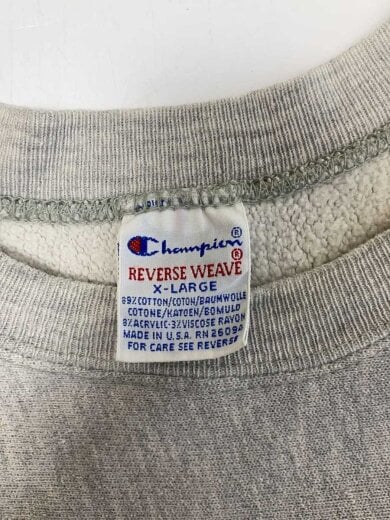 Champion®
REVERSE WEAVE®
X-LARGE
89% COTTON/COTON/BAUMWOLLE
COTONE/KATOEN/BOMULD
8% ACRYLIC-3% VISCOSE RAYON
MADE IN U.S.A. RN 26094
FOR CARE SEE REVERSE